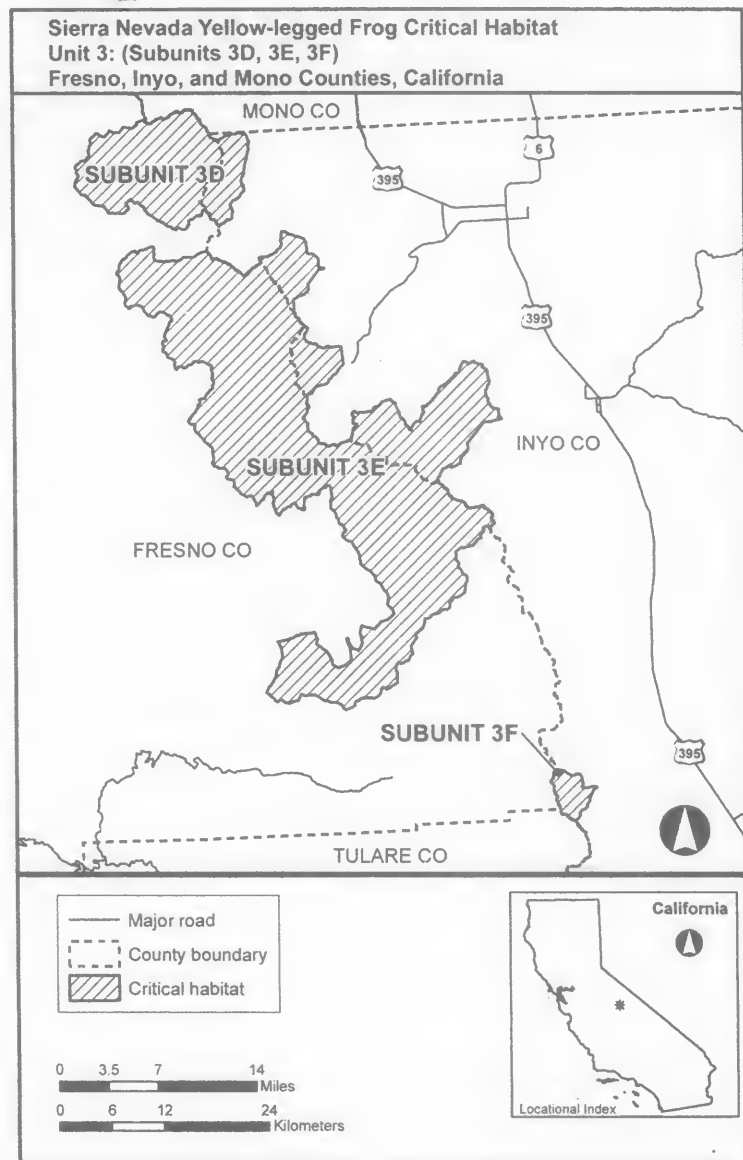 Sierra Nevada Yellow-legged Frog Critical Habitat
Unit 3: (Subunits 3D, 3E, 3F)
Fresno, Inyo, and Mono Counties, California
MONO CO
6
SUBUNIT 3D
395
395
INYO CO
SUBUNIT 3E
FRESNO CO
SUBUNIT 3F
395
TULARE CO
Major road
County boundary
Critical habitat
0 3.5 7 14
Miles
0 6 12 24
Kilometers
California
Locational Index